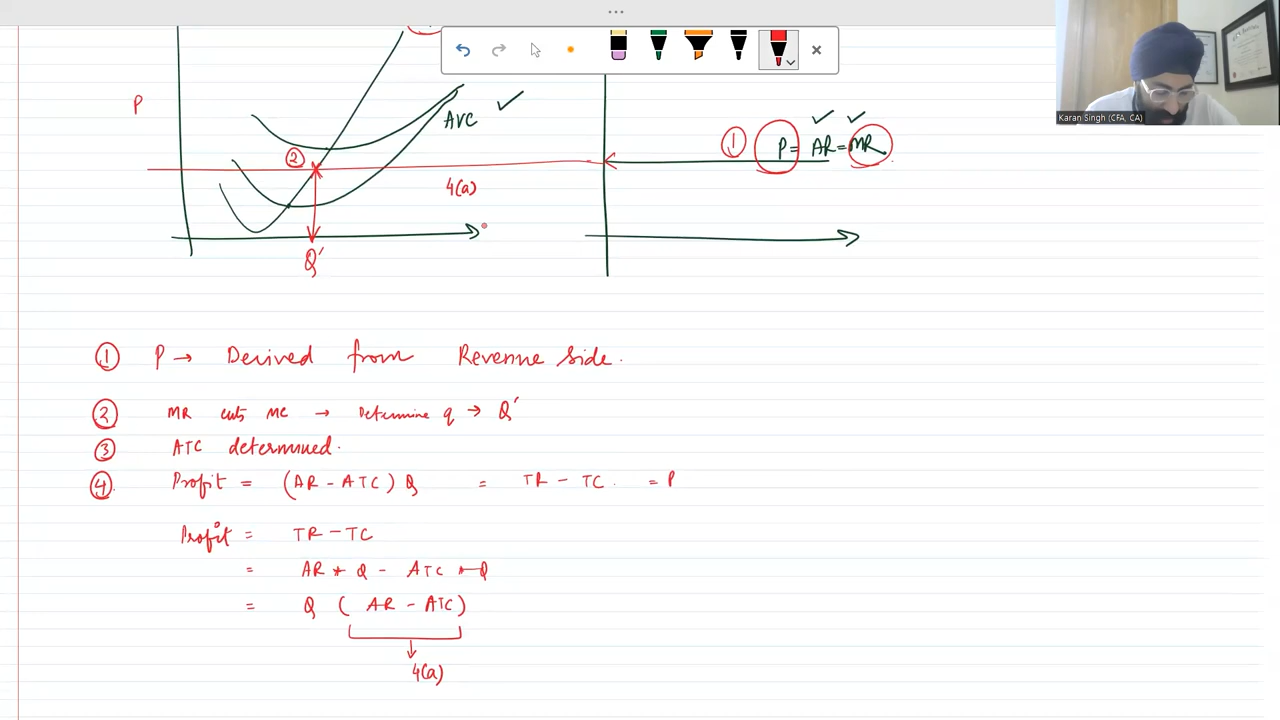 Karan Singh (CFA, CA)
P
AVC
② 
4(a)
Q'
① P = AR = MR
① P → Derived from Revenue side.
② MR cuts MC → Determine q → Q'
③ ATC determined.
④. Profit = (AR - ATC) Q = TR - TC. = P
Profit = TR - TC
= AR * Q - ATC * Q
= Q (AR - ATC)
4(a)